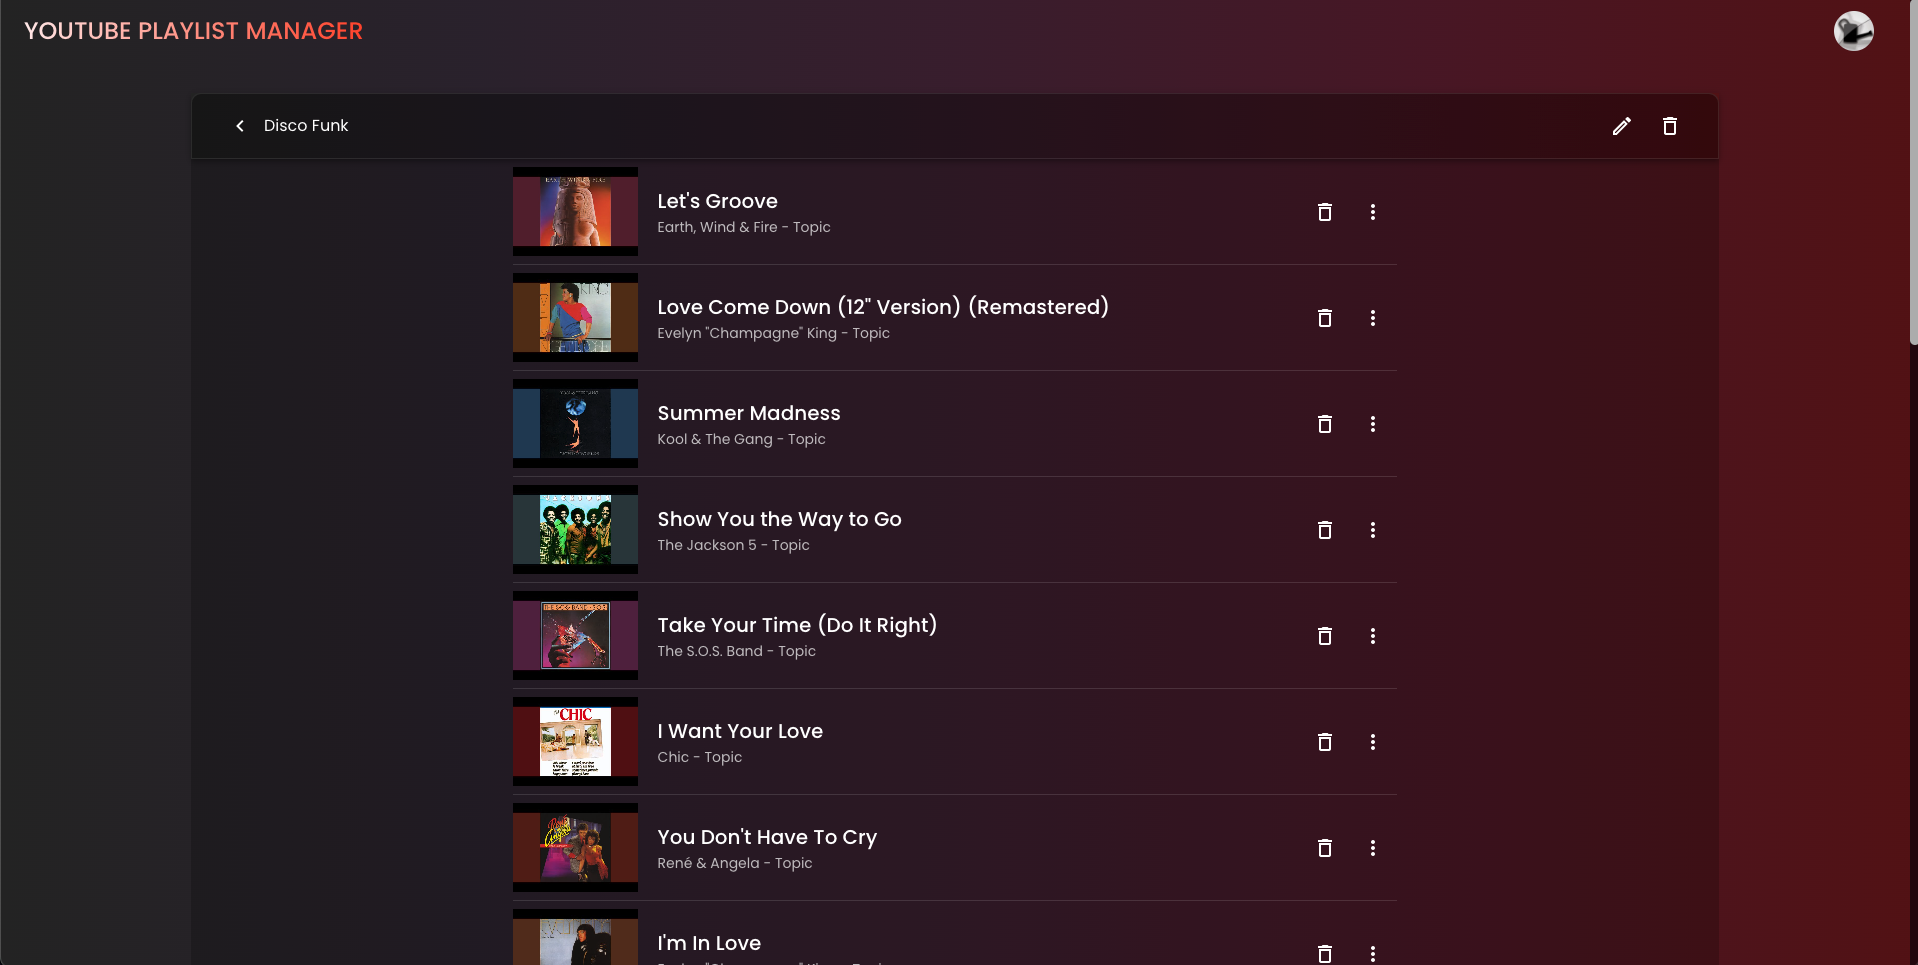 YOUTUBE PLAYLIST MANAGER
Disco Funk
Let's Groove
Earth, Wind & Fire - Topic
Love Come Down (12" Version) (Remastered)
Evelyn "Champagne" King - Topic
Summer Madness
Kool & The Gang - Topic
Show You the Way to Go
The Jackson 5 - Topic
Take Your Time (Do It Right)
The S.O.S. Band - Topic
CHIC
I Want Your Love
Chic - Topic
You Don't Have To Cry
René & Angela - Topic
I'm In Love